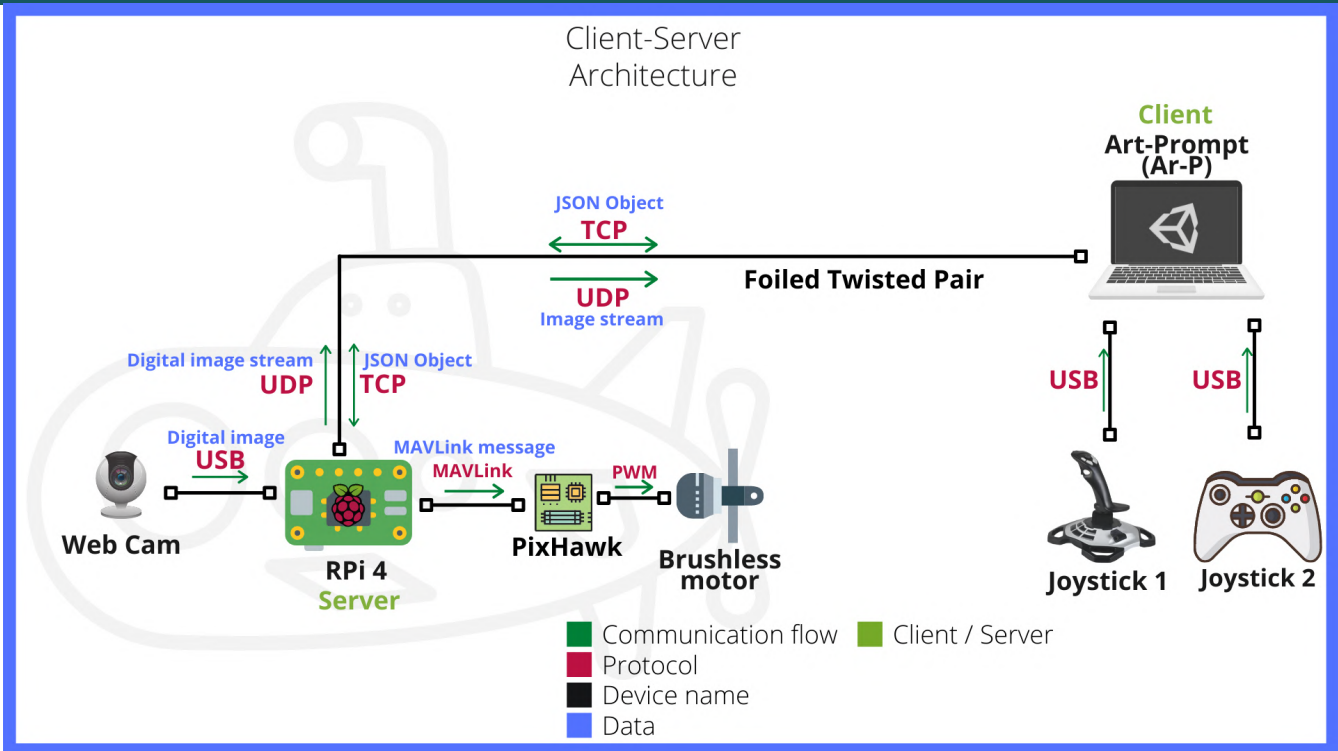 Client-Server
Architecture
Client
Art-Prompt
(Ar-P)
JSON Object
TCP
Foiled Twisted Pair
UDP
Image stream
Digital image stream
UDP
JSON Object
TCP
USB
USB
Digital image
USB
MAVLink message
MAVLink
PWM
Web Cam
RPi 4
Server
PixHawk
Brushless
motor
Joystick 1
Joystick 2
Communication flow
Client / Server
Protocol
Device name
Data